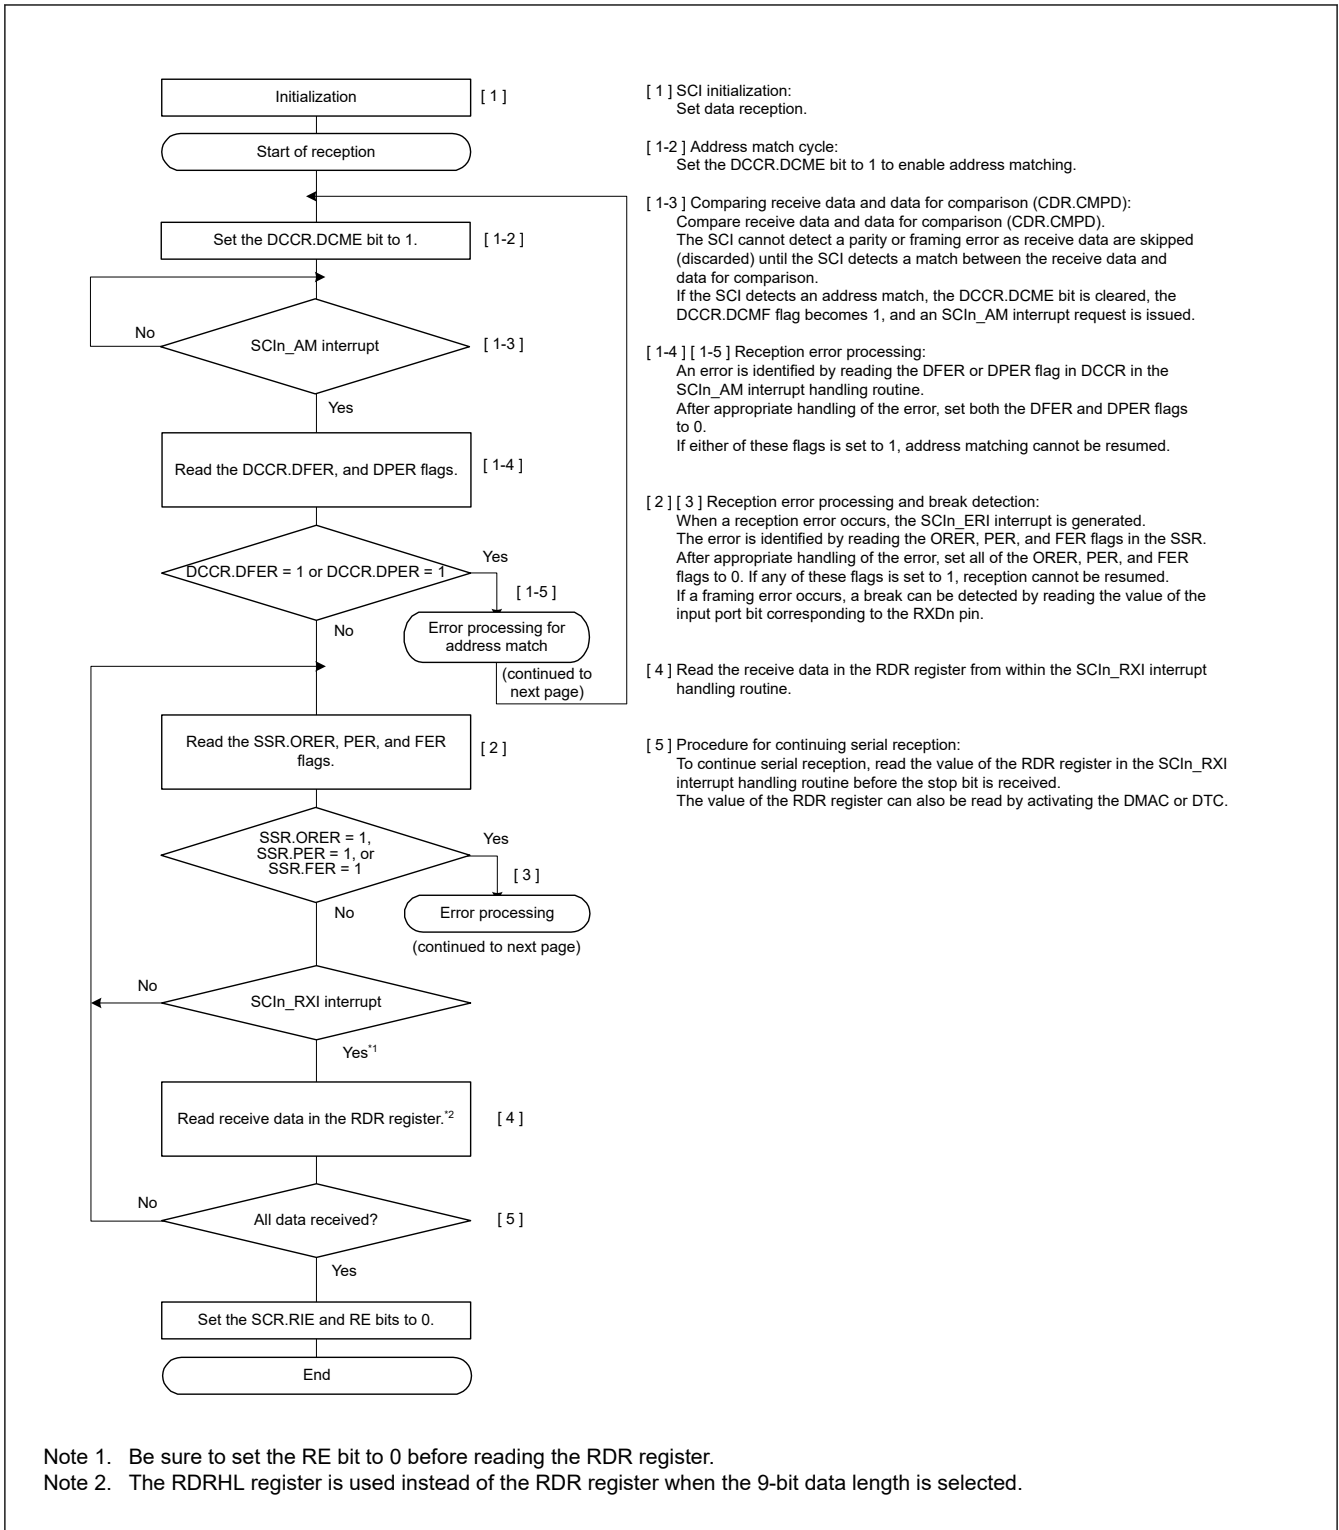 Initialization
[ 1 ]
Start of reception
Set the DCCR.DCME bit to 1.
[ 1-2 ]
No
SCIn_AM interrupt
[ 1-3 ]
Yes
Read the DCCR.DFER, and DPER flags.
[ 1-4 ]
DCCR.DFER = 1 or DCCR.DPER = 1
Yes
[ 1-5 ]
No
Error processing for
address match
(continued to
next page)
Read the SSR.ORER, PER, and FER
flags.
[ 2 ]
SSR.ORER = 1,
SSR.PER = 1, or
SSR.FER = 1
Yes
[ 3 ]
No
Error processing
(continued to next page)
No
SCIn_RXI interrupt
Yes*1
Read receive data in the RDR register.*2
[ 4 ]
No
All data received?
[ 5 ]
Yes
Set the SCR.RIE and RE bits to 0.
End
[ 1 ] SCI initialization:
Set data reception.
[ 1-2 ] Address match cycle:
Set the DCCR.DCME bit to 1 to enable address matching.
[ 1-3 ] Comparing receive data and data for comparison (CDR.CMPD):
Compare receive data and data for comparison (CDR.CMPD).
The SCI cannot detect a parity or framing error as receive data are skipped
(discarded) until the SCI detects a match between the receive data and
data for comparison.
If the SCI detects an address match, the DCCR.DCME bit is cleared, the
DCCR.DCMF flag becomes 1, and an SCIn_AM interrupt request is issued.
[ 1-4 ] [ 1-5 ] Reception error processing:
An error is identified by reading the DFER or DPER flag in DCCR in the
SCIn_AM interrupt handling routine.
After appropriate handling of the error, set both the DFER and DPER flags
to 0.
If either of these flags is set to 1, address matching cannot be resumed.
[ 2 ] [ 3 ] Reception error processing and break detection:
When a reception error occurs, the SCIn_ERI interrupt is generated.
The error is identified by reading the ORER, PER, and FER flags in the SSR.
After appropriate handling of the error, set all of the ORER, PER, and FER
flags to 0. If any of these flags is set to 1, reception cannot be resumed.
If a framing error occurs, a break can be detected by reading the value of the
input port bit corresponding to the RXDn pin.
[ 4 ] Read the receive data in the RDR register from within the SCIn_RXI interrupt
handling routine.
[ 5 ] Procedure for continuing serial reception:
To continue serial reception, read the value of the RDR register in the SCIn_RXI
interrupt handling routine before the stop bit is received.
The value of the RDR register can also be read by activating the DMAC or DTC.
Note 1. Be sure to set the RE bit to 0 before reading the RDR register.
Note 2. The RDRHL register is used instead of the RDR register when the 9-bit data length is selected.